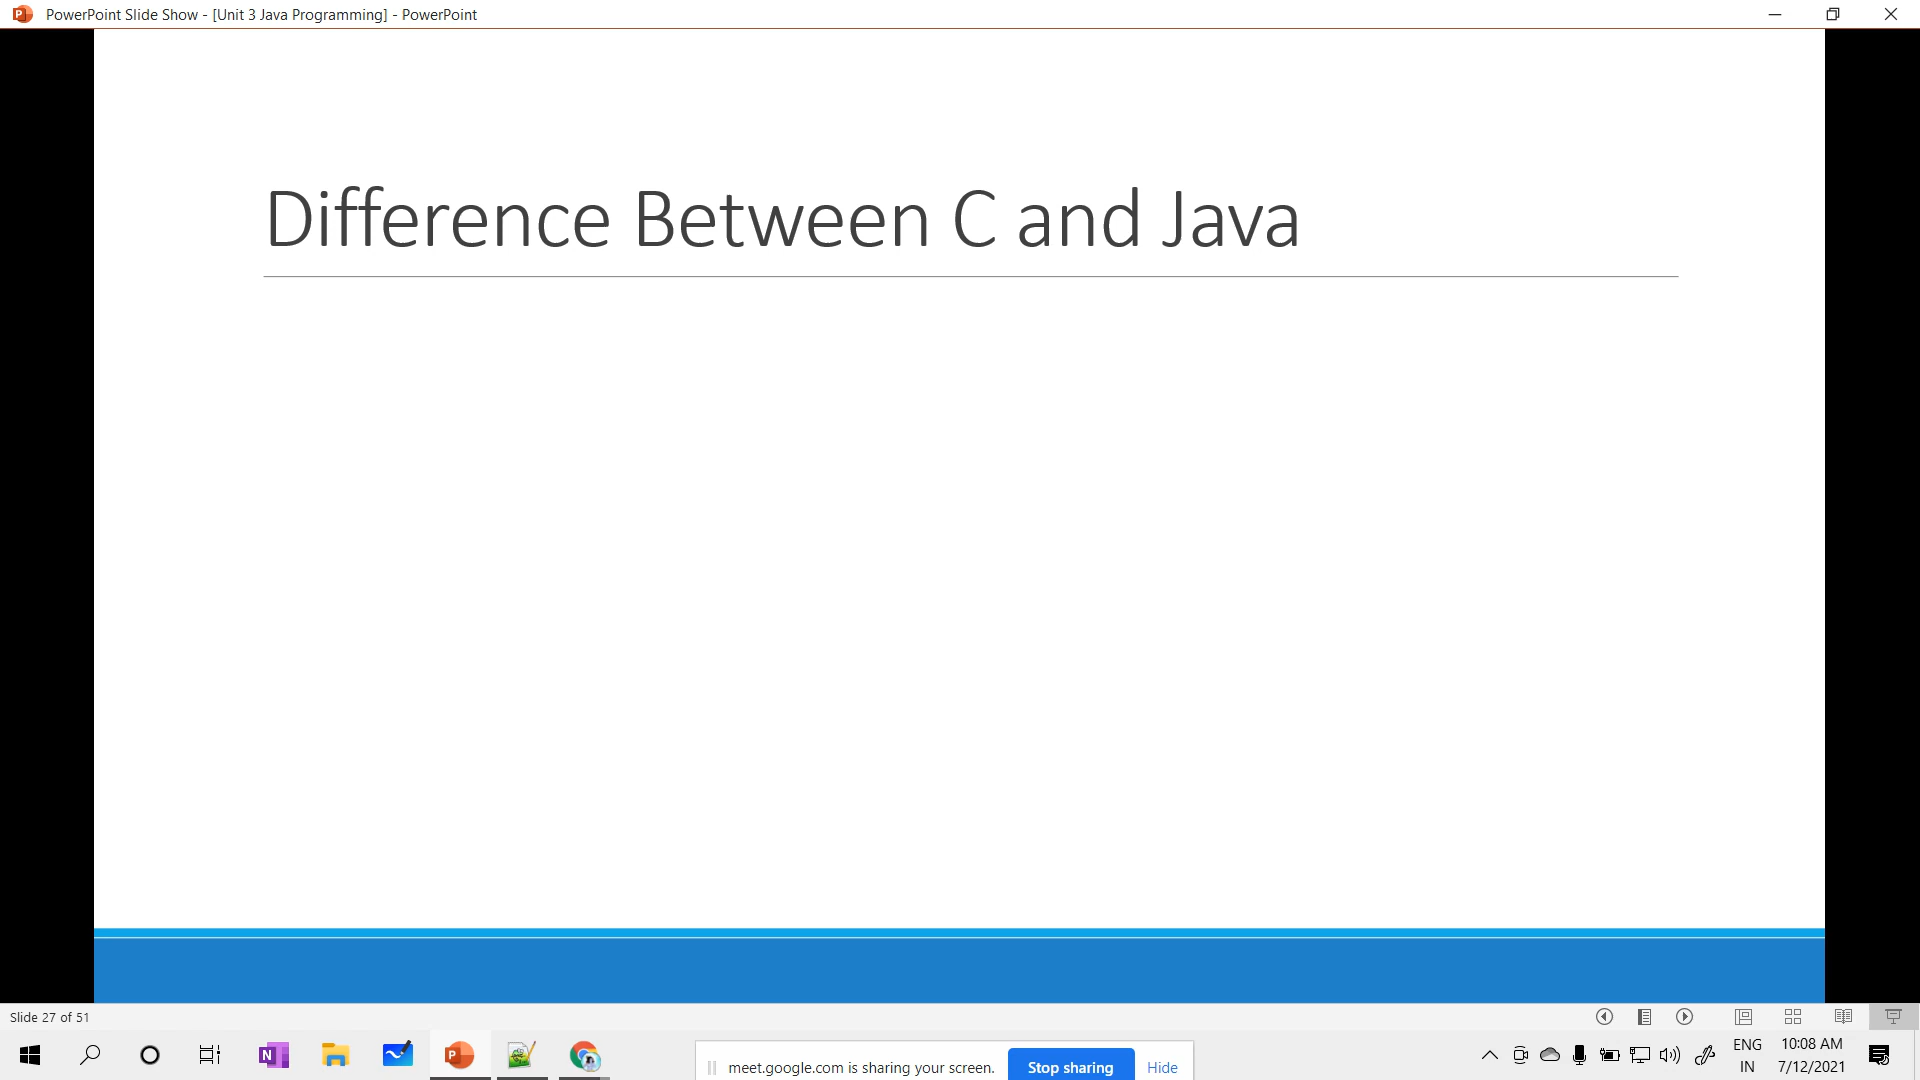 PowerPoint Slide Show - [Unit 3 Java Programming] - PowerPoint
Difference Between C and Java
Slide 27 of 51
meet.google.com is sharing your screen.
Stop sharing
Hide
ENG
IN
10:08 AM
7/12/2021